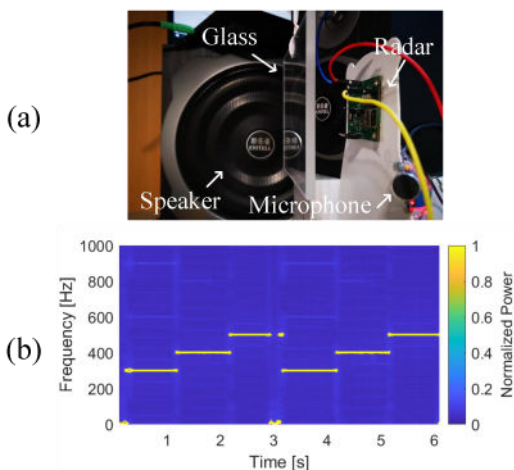 (a)
Glass
Radar
Speaker
Microphone
(b)
1000
800
600
400
200
0
Frequency [Hz]
1 2 3 4 5 6
Time [s]
1
0.8
0.6
0.4
0.2
0
Normalized Power